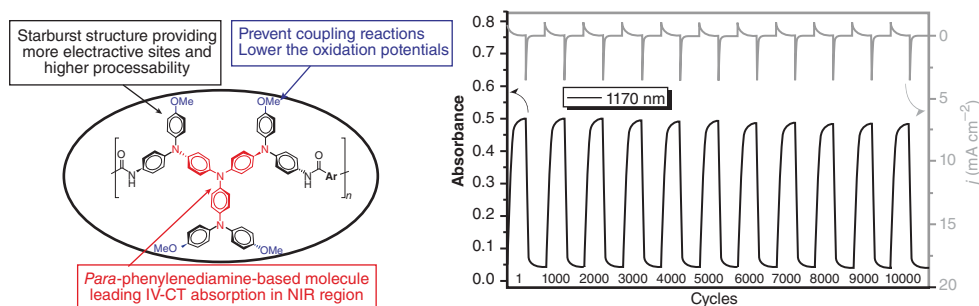 Starburst structure providing
more electractive sites and
higher processability
Prevent coupling reactions
Lower the oxidation potentials
OMe
OMe
N
N
O
O
N
H
N
N
H
Ar
n
N
MeO
OMe
Para-phenylenediamine-based molecule
leading IV-CT absorption in NIR region
0.8
0.7
0.6
0.5
0.4
0.3
0.2
0.1
0.0
Absorbance
1170 nm
0
5
10
15
20
i (mA cm⁻²)
1 1000 2000 3000 4000 5000 6000 7000 8000 9000 10000
Cycles